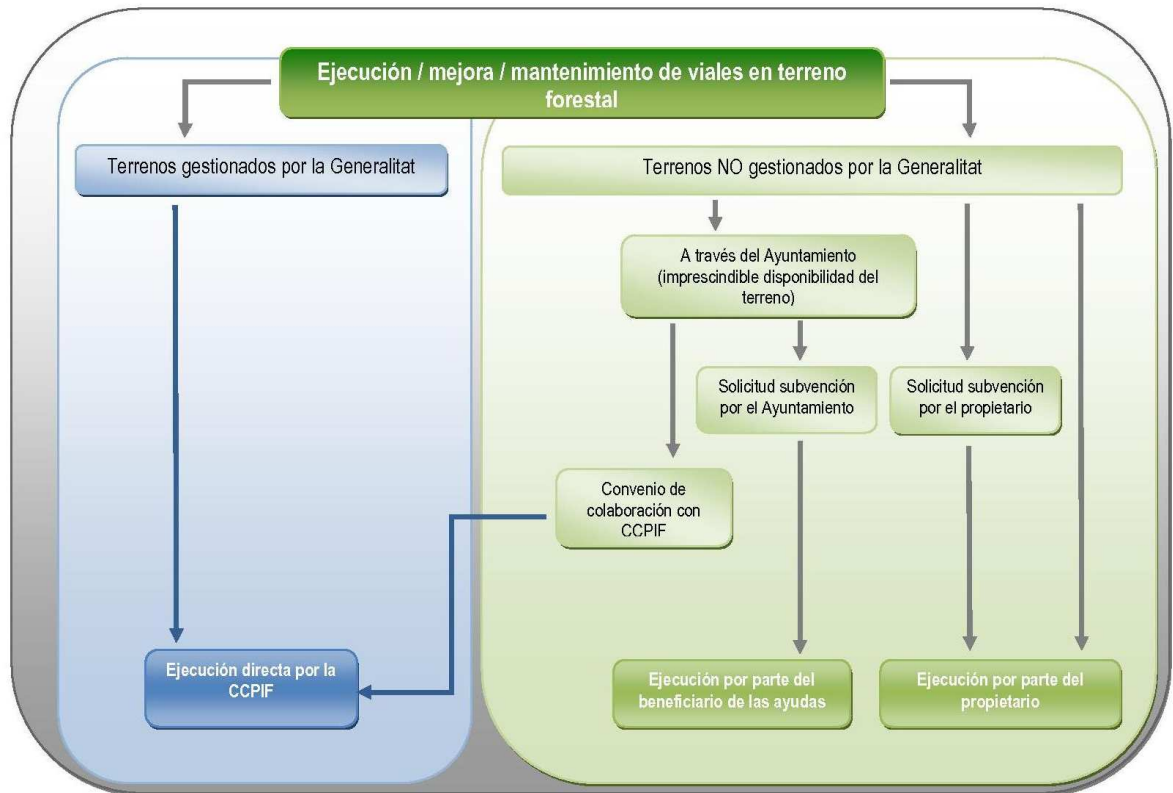 Ejecución / mejora / mantenimiento de viales en terreno
forestal
Terrenos gestionados por la Generalitat
Terrenos NO gestionados por la Generalitat
A través del Ayuntamiento
(imprescindible disponibilidad del
terreno)
Solicitud subvención
por el Ayuntamiento
Solicitud subvención
por el propietario
Convenio de
colaboración con
CCPIF
Ejecución directa por la
CCPIF
Ejecución por parte del
beneficiario de las ayudas
Ejecución por parte del
propietario